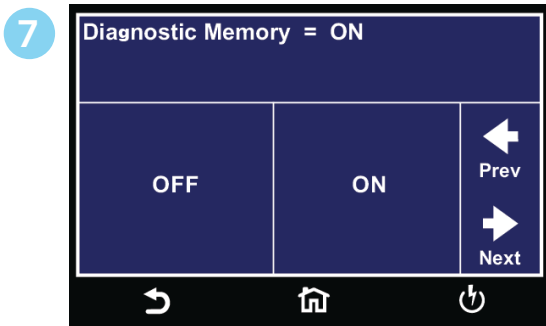 7
Diagnostic Memory = ON
OFF
ON
Prev
Next